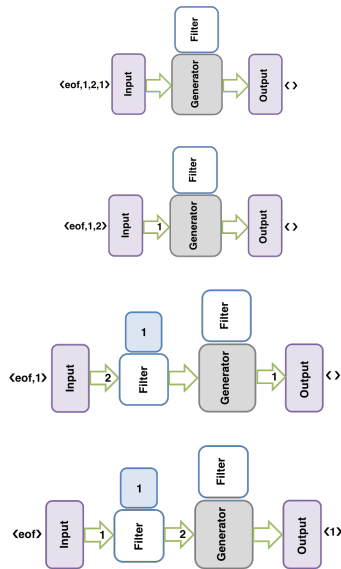 Filter
<eof,1,2,1> Input Generator Output < >
Filter
<eof,1,2> Input 1 Generator Output < >
1 Filter
<eof,1> Input 2 Filter Generator 1 Output < >
1 Filter
<eof> Input 1 Filter 2 Generator Output <1>